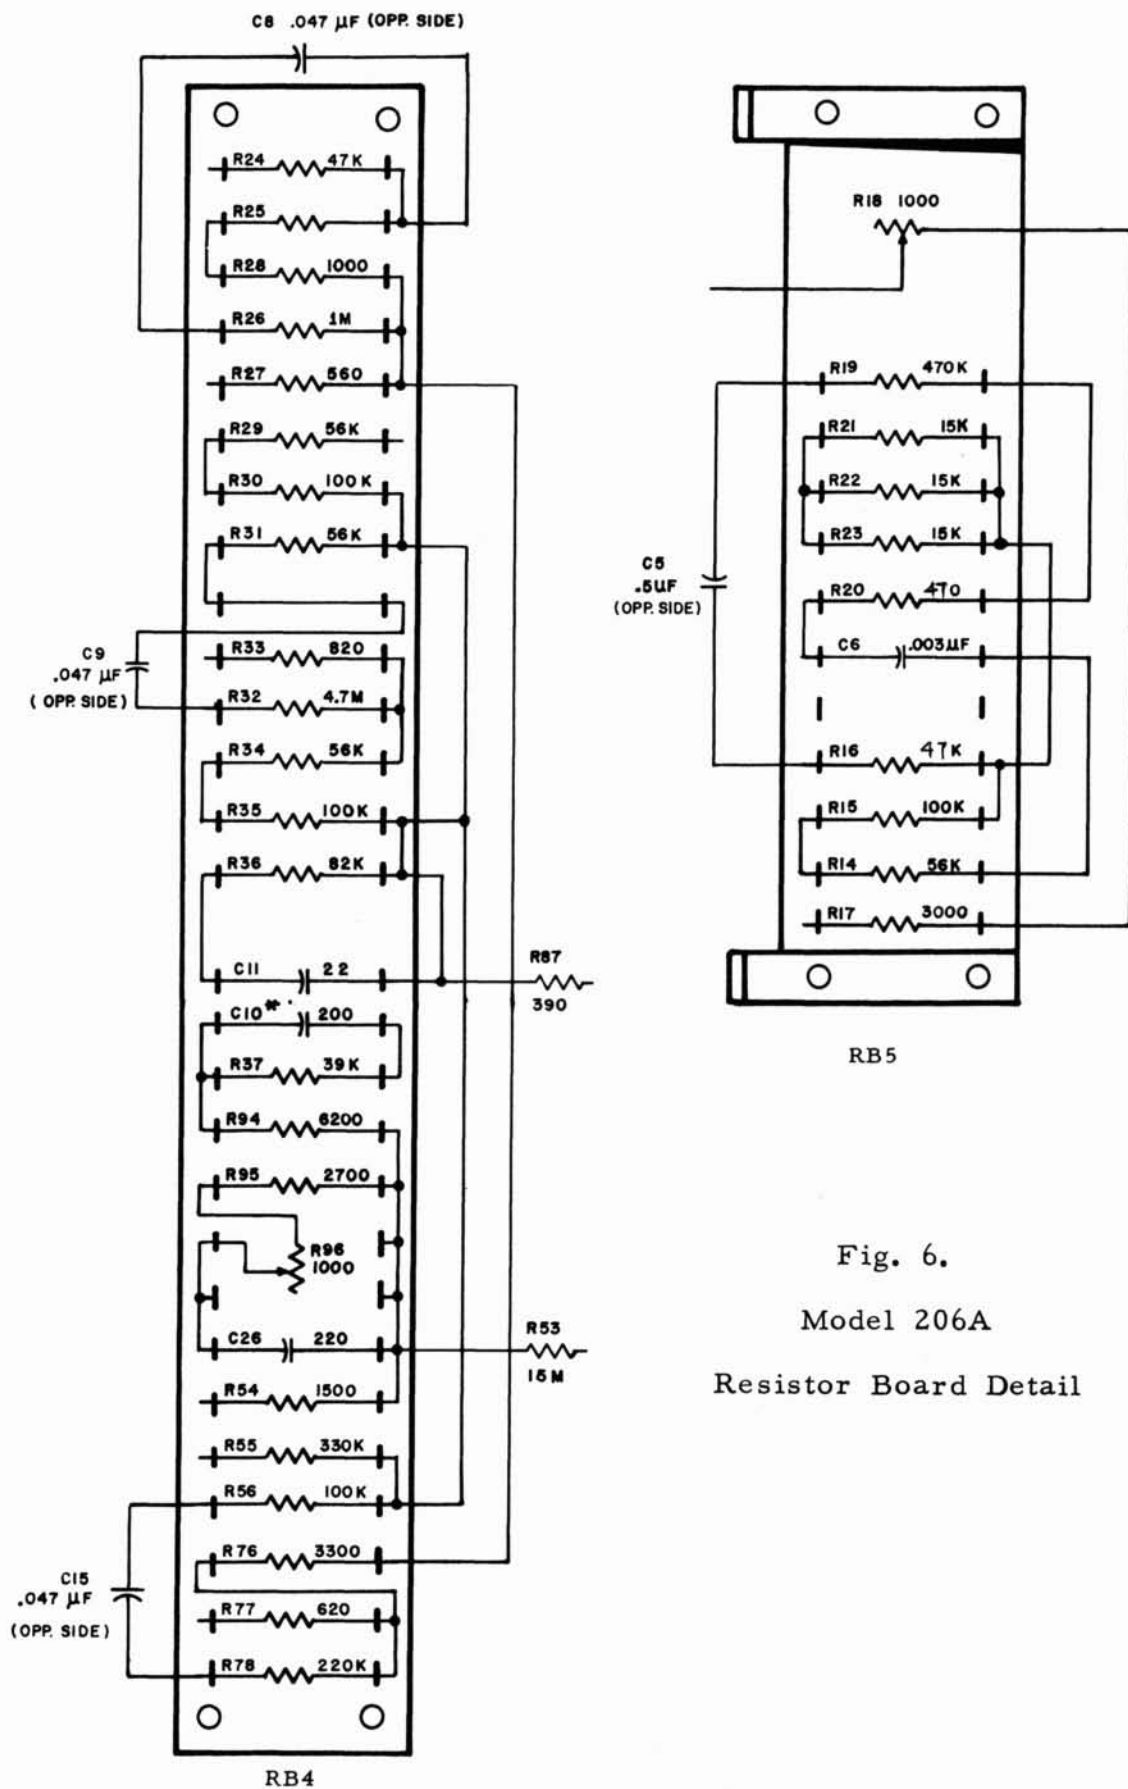 C8 .047 µF (OPP. SIDE)
R24 47K
R25
R28 1000
R26 1M
R27 560
R29 56K
R30 100K
R31 56K
C9
.047 µF
(OPP. SIDE)
R33 820
R32 4.7M
R34 56K
R35 100K
R36 82K
C11 22
R87
390
C10* 200
R37 39K
R94 6200
R95 2700
R96
1000
C26 220
R53
15M
R54 1500
R55 330K
R56 100K
R76 3300
C15
.047 µF
(OPP. SIDE)
R77 620
R78 220K
RB4
R18 1000
R19 470K
R21 15K
R22 15K
R23 15K
C5
.5UF
(OPP. SIDE)
R20 470
C6 .003µF
R16 47K
R15 100K
R14 56K
R17 3000
RB5
Fig. 6.
Model 206A
Resistor Board Detail